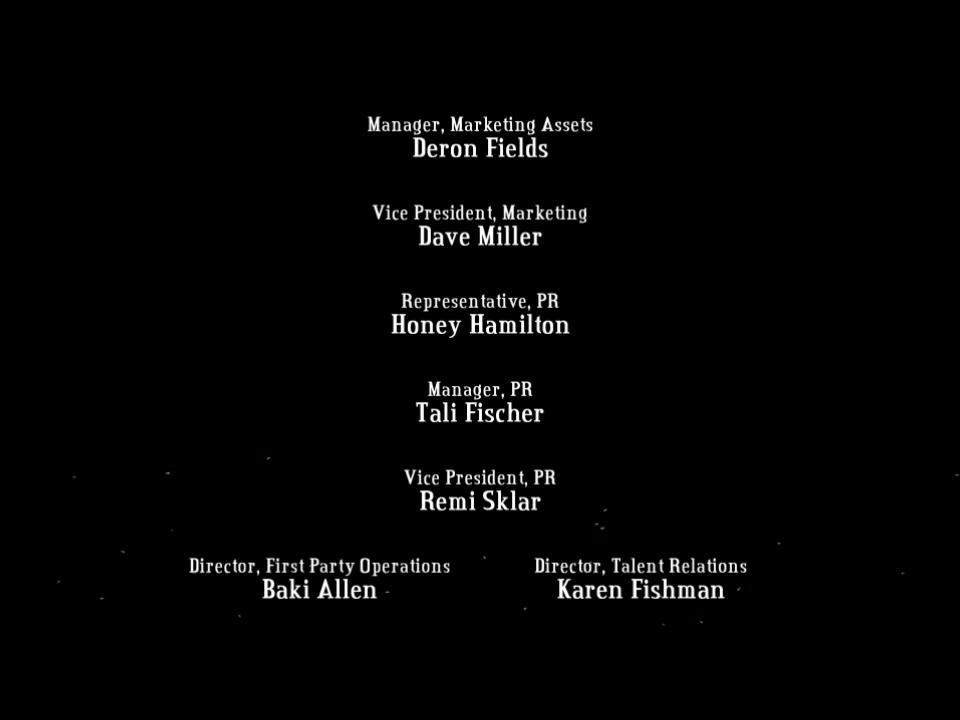 Manager, Marketing Assets
Deron Fields
Vice President, Marketing
Dave Miller
Representative, PR
Honey Hamilton
Manager, PR
Tali Fischer
Vice President, PR
Remi Sklar
Director, First Party Operations
Baki Allen
Director, Talent Relations
Karen Fishman